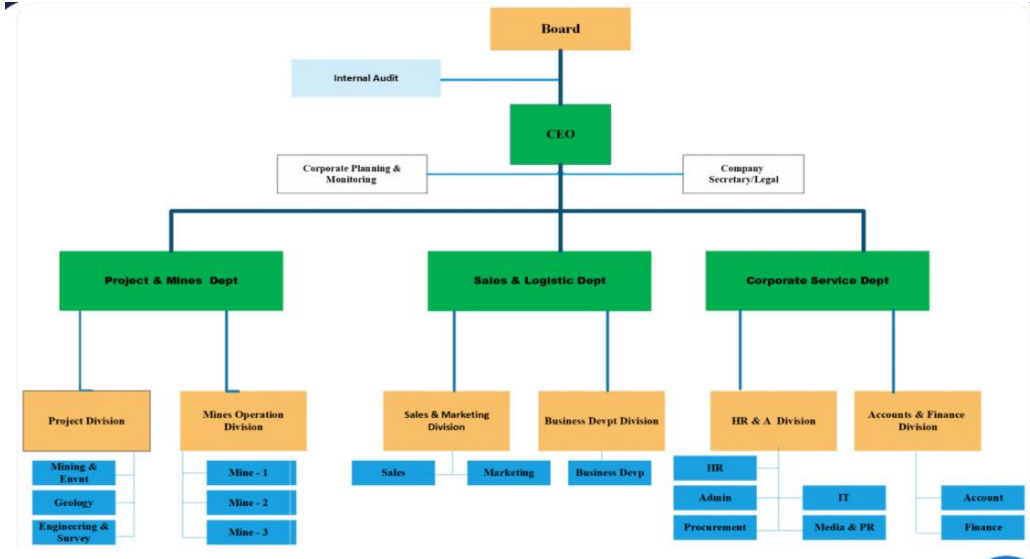 Board
Internal Audit
CEO
Corporate Planning &
Monitoring
Company
Secretary/Legal
Project & Mines Dept
Sales & Logistic Dept
Corporate Service Dept
Project Division
Mines Operation
Division
Sales & Marketing
Division
Business Devpt Division
HR & A Division
Accounts & Finance
Division
Mining &
Envnt
Geology
Engineering &
Survey
Mine - 1
Mine - 2
Mine - 3
Sales
Marketing
Business Devp
HR
Admin
IT
Procurement
Media & PR
Account
Finance